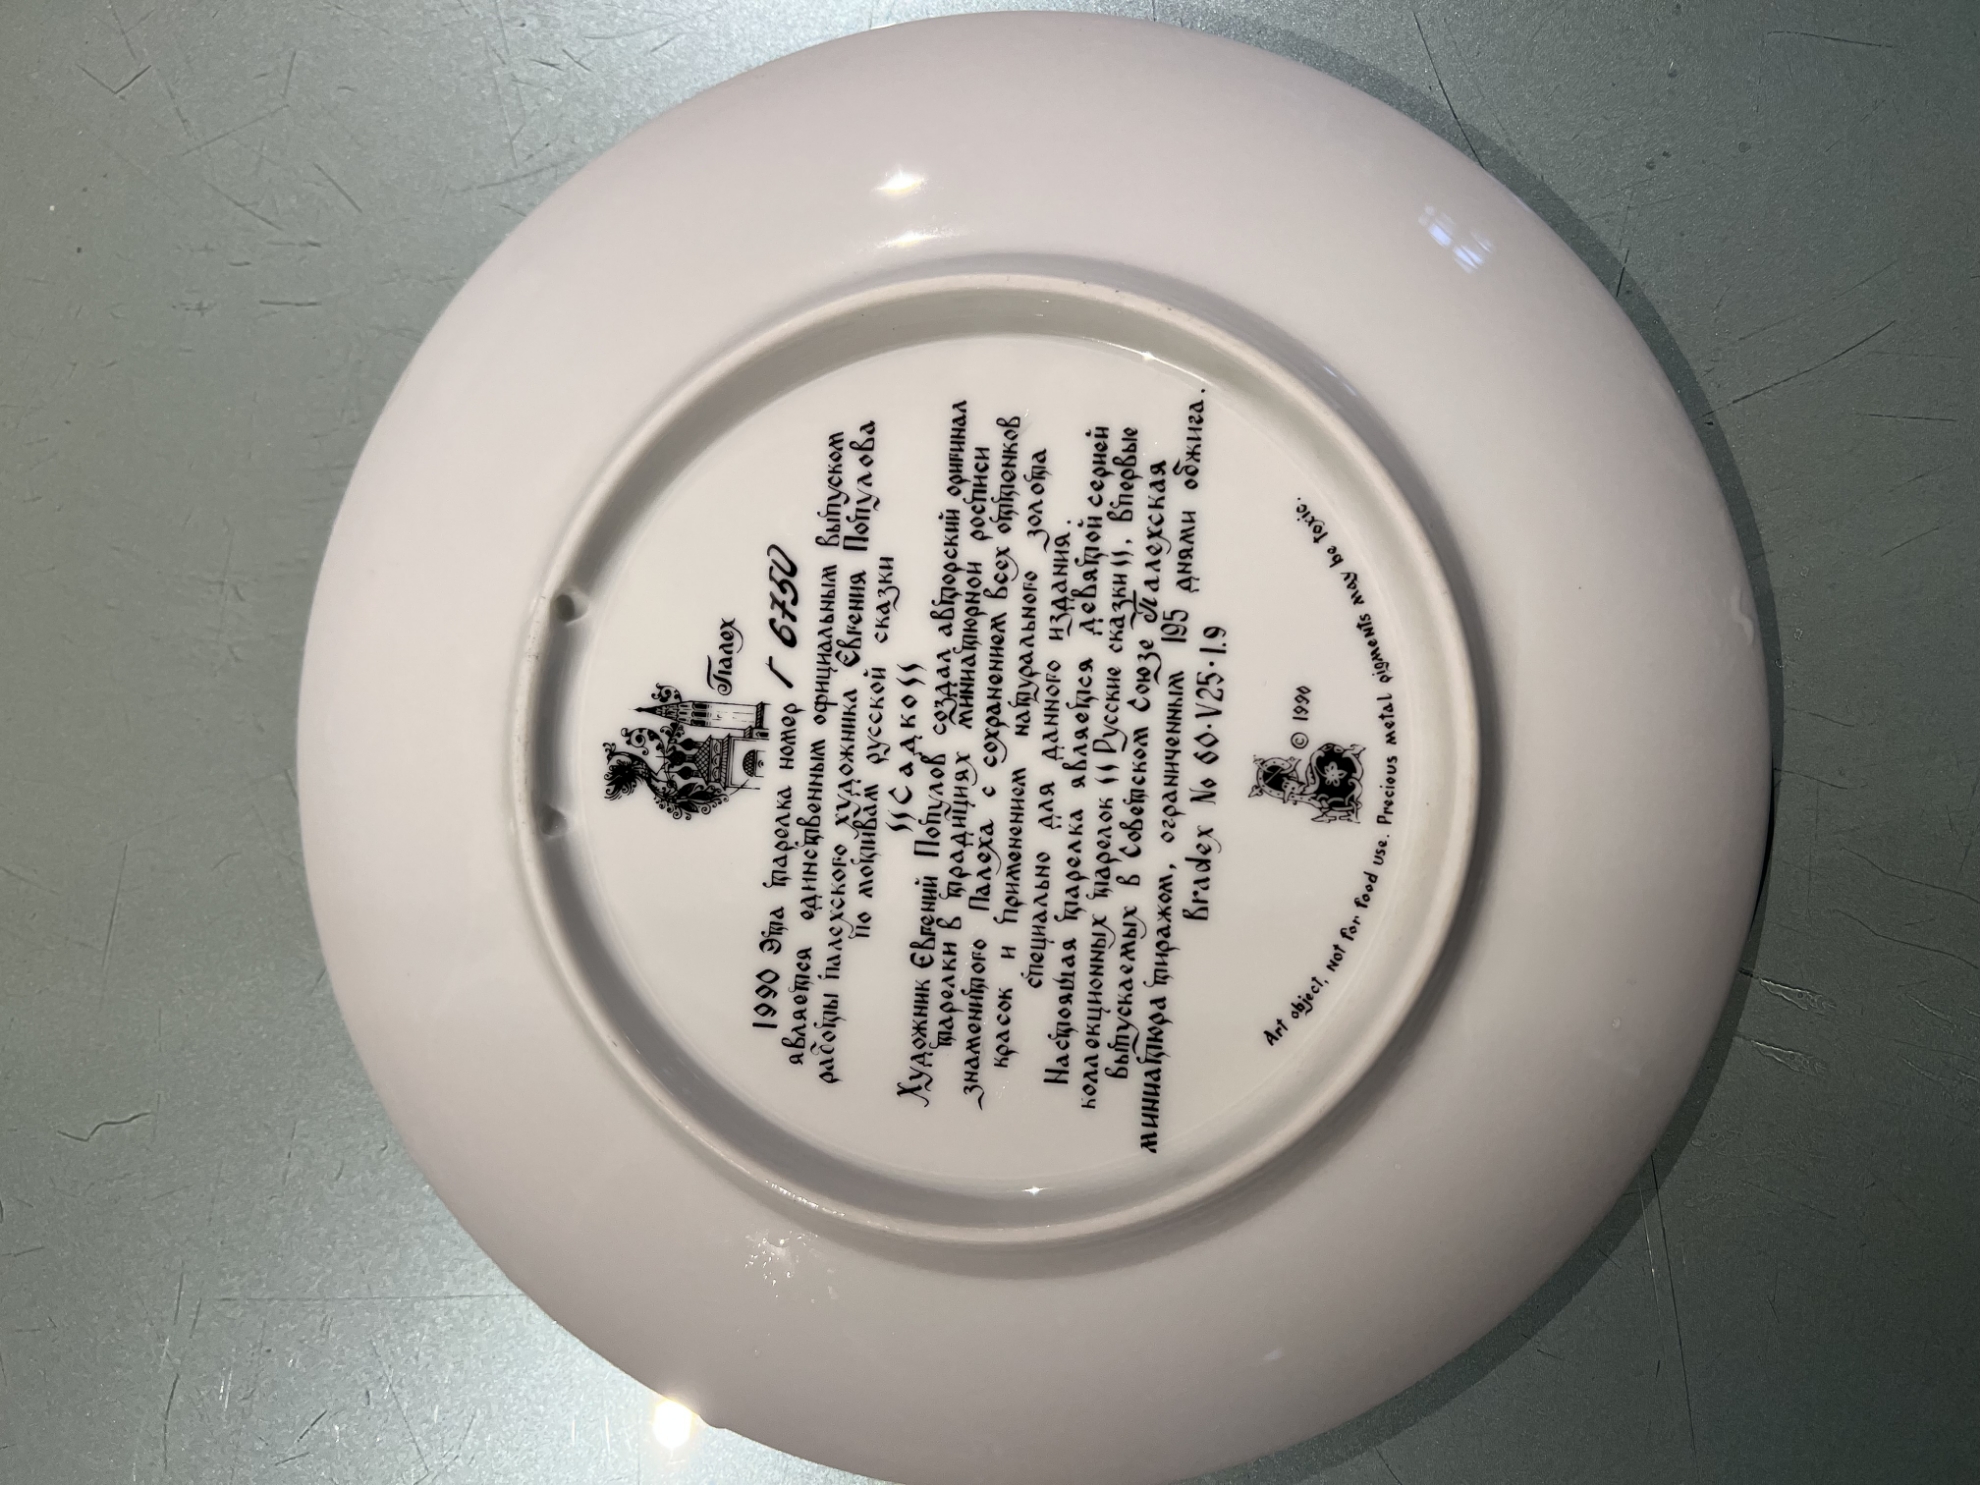 Палех
1990 Эта тарелка номер Г 6750
является единственным официальным выпуском
работы палехского художника Евгения Популова
по мотивам русской сказки
"Садко"
Художник Евгений Популов создал авторский оригинал
тарелки в традициях миниатюрной росписи
знаменитого Палеха с сохранением всех оттенков
красок и применением натурального золота
специально для данного издания.
Настоящая тарелка является девятой серией
коллекционных тарелок "Русские сказки", впервые
выпускаемых в Советском Союзе Палехская
миниатюра тиражом, ограниченным 195 днями обжига.
Bradex No 60·V25·1.9
© 1990
Art object, Not for food use. Precious metal pigments may be toxic.